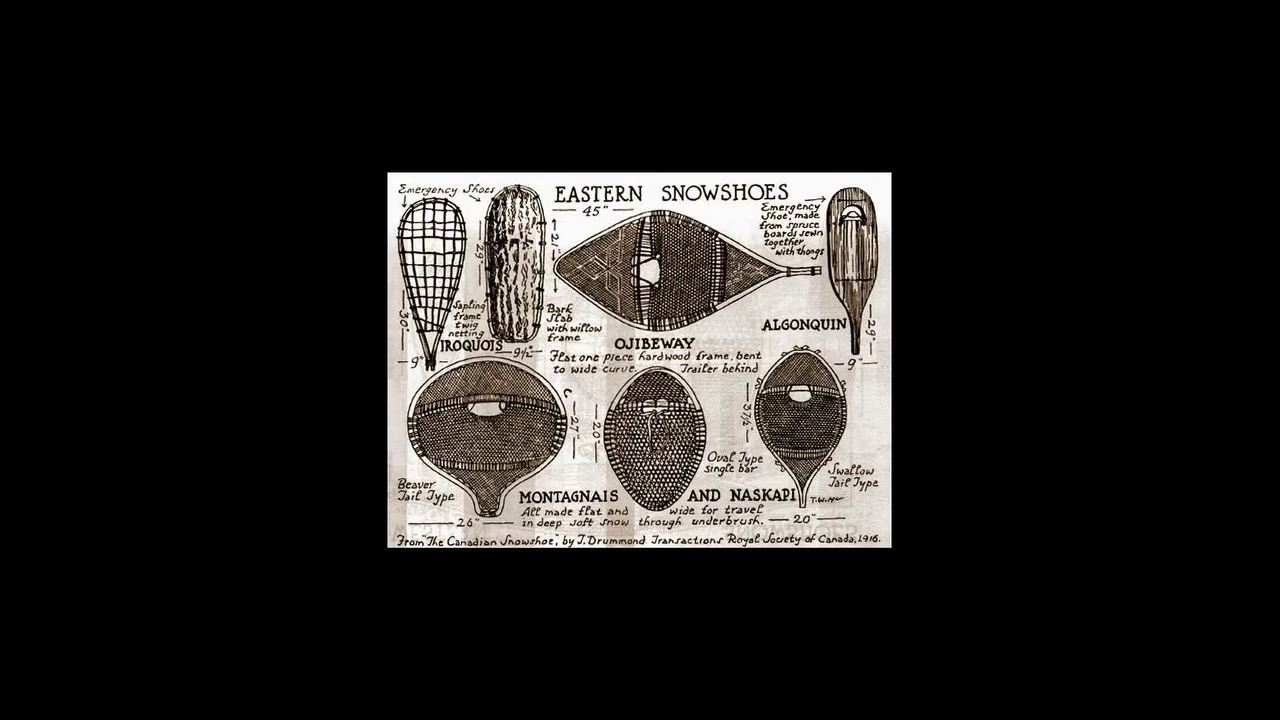 EASTERN SNOWSHOES
Emergency Shoes
45"
Emergency
Shoe, made
from spruce
boards sewn
together,
with thongs
29"
21"
30"
Sapling
frame
twig
netting
Bark
Slab
with willow
frame
9"
IROQUOIS
9½"
OJIBEWAY
Flat one piece hardwood frame, bent
to wide curve. Trailer behind
ALGONQUIN
29"
9"
27"
20"
37½"
Beaver
Tail Type
Oval Type
single bar
Swallow
Tail Type
MONTAGNAIS AND NASKAPI
All made flat and wide for travel
in deep soft snow through underbrush.
26"
20"
From "The Canadian Snowshoe", by T. Drummond Transactions Royal Society of Canada, 1916.